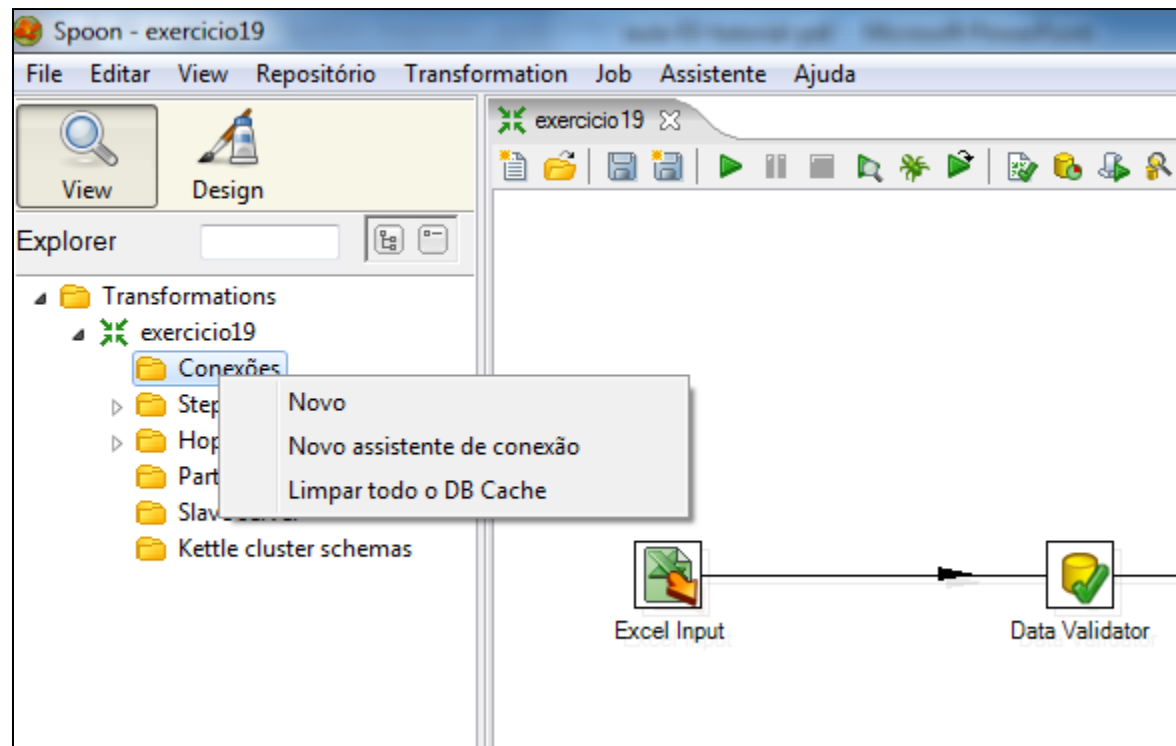 Spoon - exercicio19
File Editar View Repositório Transformation Job Assistente Ajuda
View Design
exercicio19
Explorer
Transformations
exercicio19
Conexões
Novo
Novo assistente de conexão
Limpar todo o DB Cache
Kettle cluster schemas
Excel Input
Data Validator